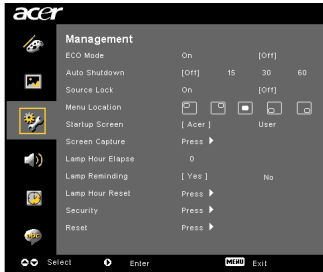 acer
Management
ECO Mode On [Off]
Auto Shutdown [Off] 15 30 60
Source Lock On [Off]
Menu Location
Startup Screen [ Acer ] User
Screen Capture Press
Lamp Hour Elapse 0
Lamp Reminding [ Yes ] No
Lamp Hour Reset Press
Security Press
Reset Press
abc
Select Enter MENU Exit